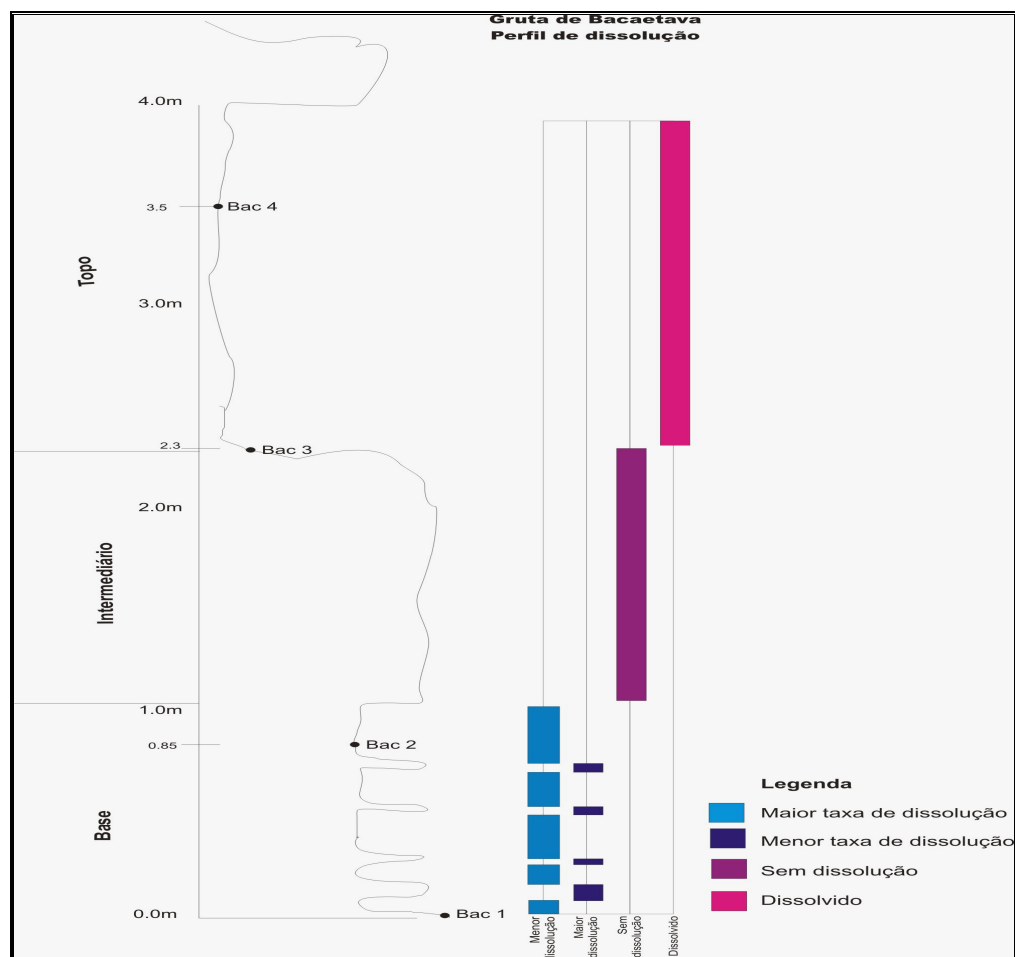 Gruta de Bacaetava
Perfil de dissolução
4.0m
3.5
Bac 4
Topo
3.0m
2.3
Bac 3
2.0m
Intermediário
1.0m
0.85
Bac 2
Base
0.0m
Bac 1
Menor
dissolução
Maior
dissolução
Sem
dissolução
Dissolvido
Legenda
Maior taxa de dissolução
Menor taxa de dissolução
Sem dissolução
Dissolvido